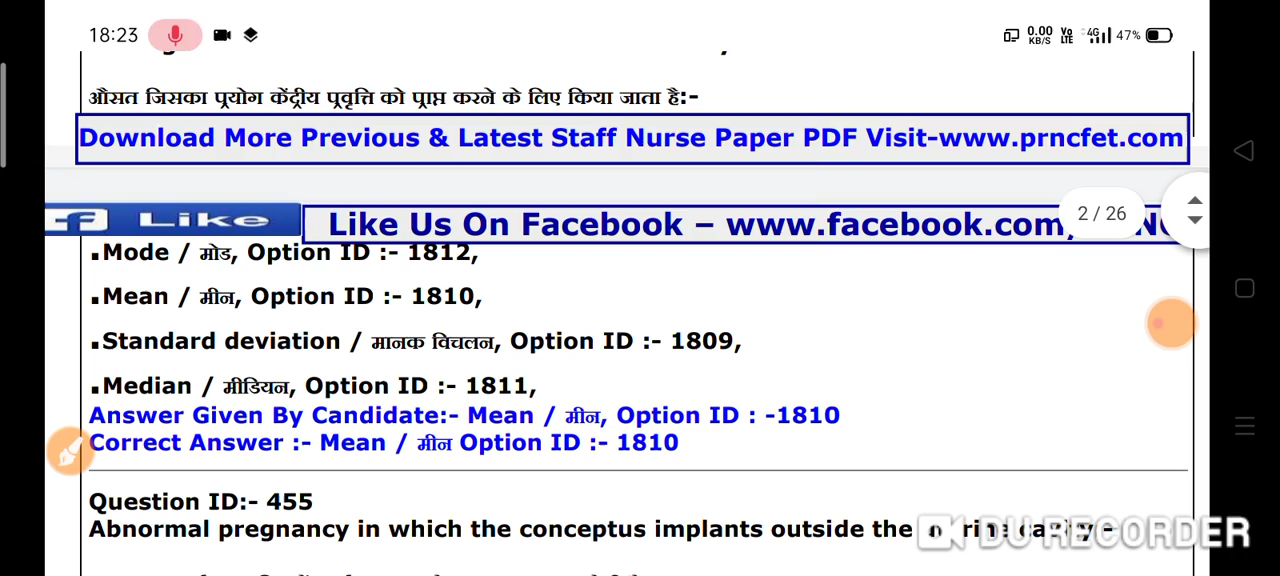 18:23 0.00 KB/S Vo LTE 4G 47%
औसत जिसका प्रयोग केंद्रीय प्रवृत्ति को प्राप्त करने के लिए किया जाता है:-
Download More Previous & Latest Staff Nurse Paper PDF Visit-www.prncfet.com
Like Like Us On Facebook – www.facebook.com/
2 / 26
▪Mode / मोड, Option ID :- 1812,
▪Mean / मीन, Option ID :- 1810,
▪Standard deviation / मानक विचलन, Option ID :- 1809,
▪Median / मीडियन, Option ID :- 1811,
Answer Given By Candidate:- Mean / मीन, Option ID : -1810
Correct Answer :- Mean / मीन Option ID :- 1810
Question ID:- 455
Abnormal pregnancy in which the conceptus implants outside the
DU RECORDER